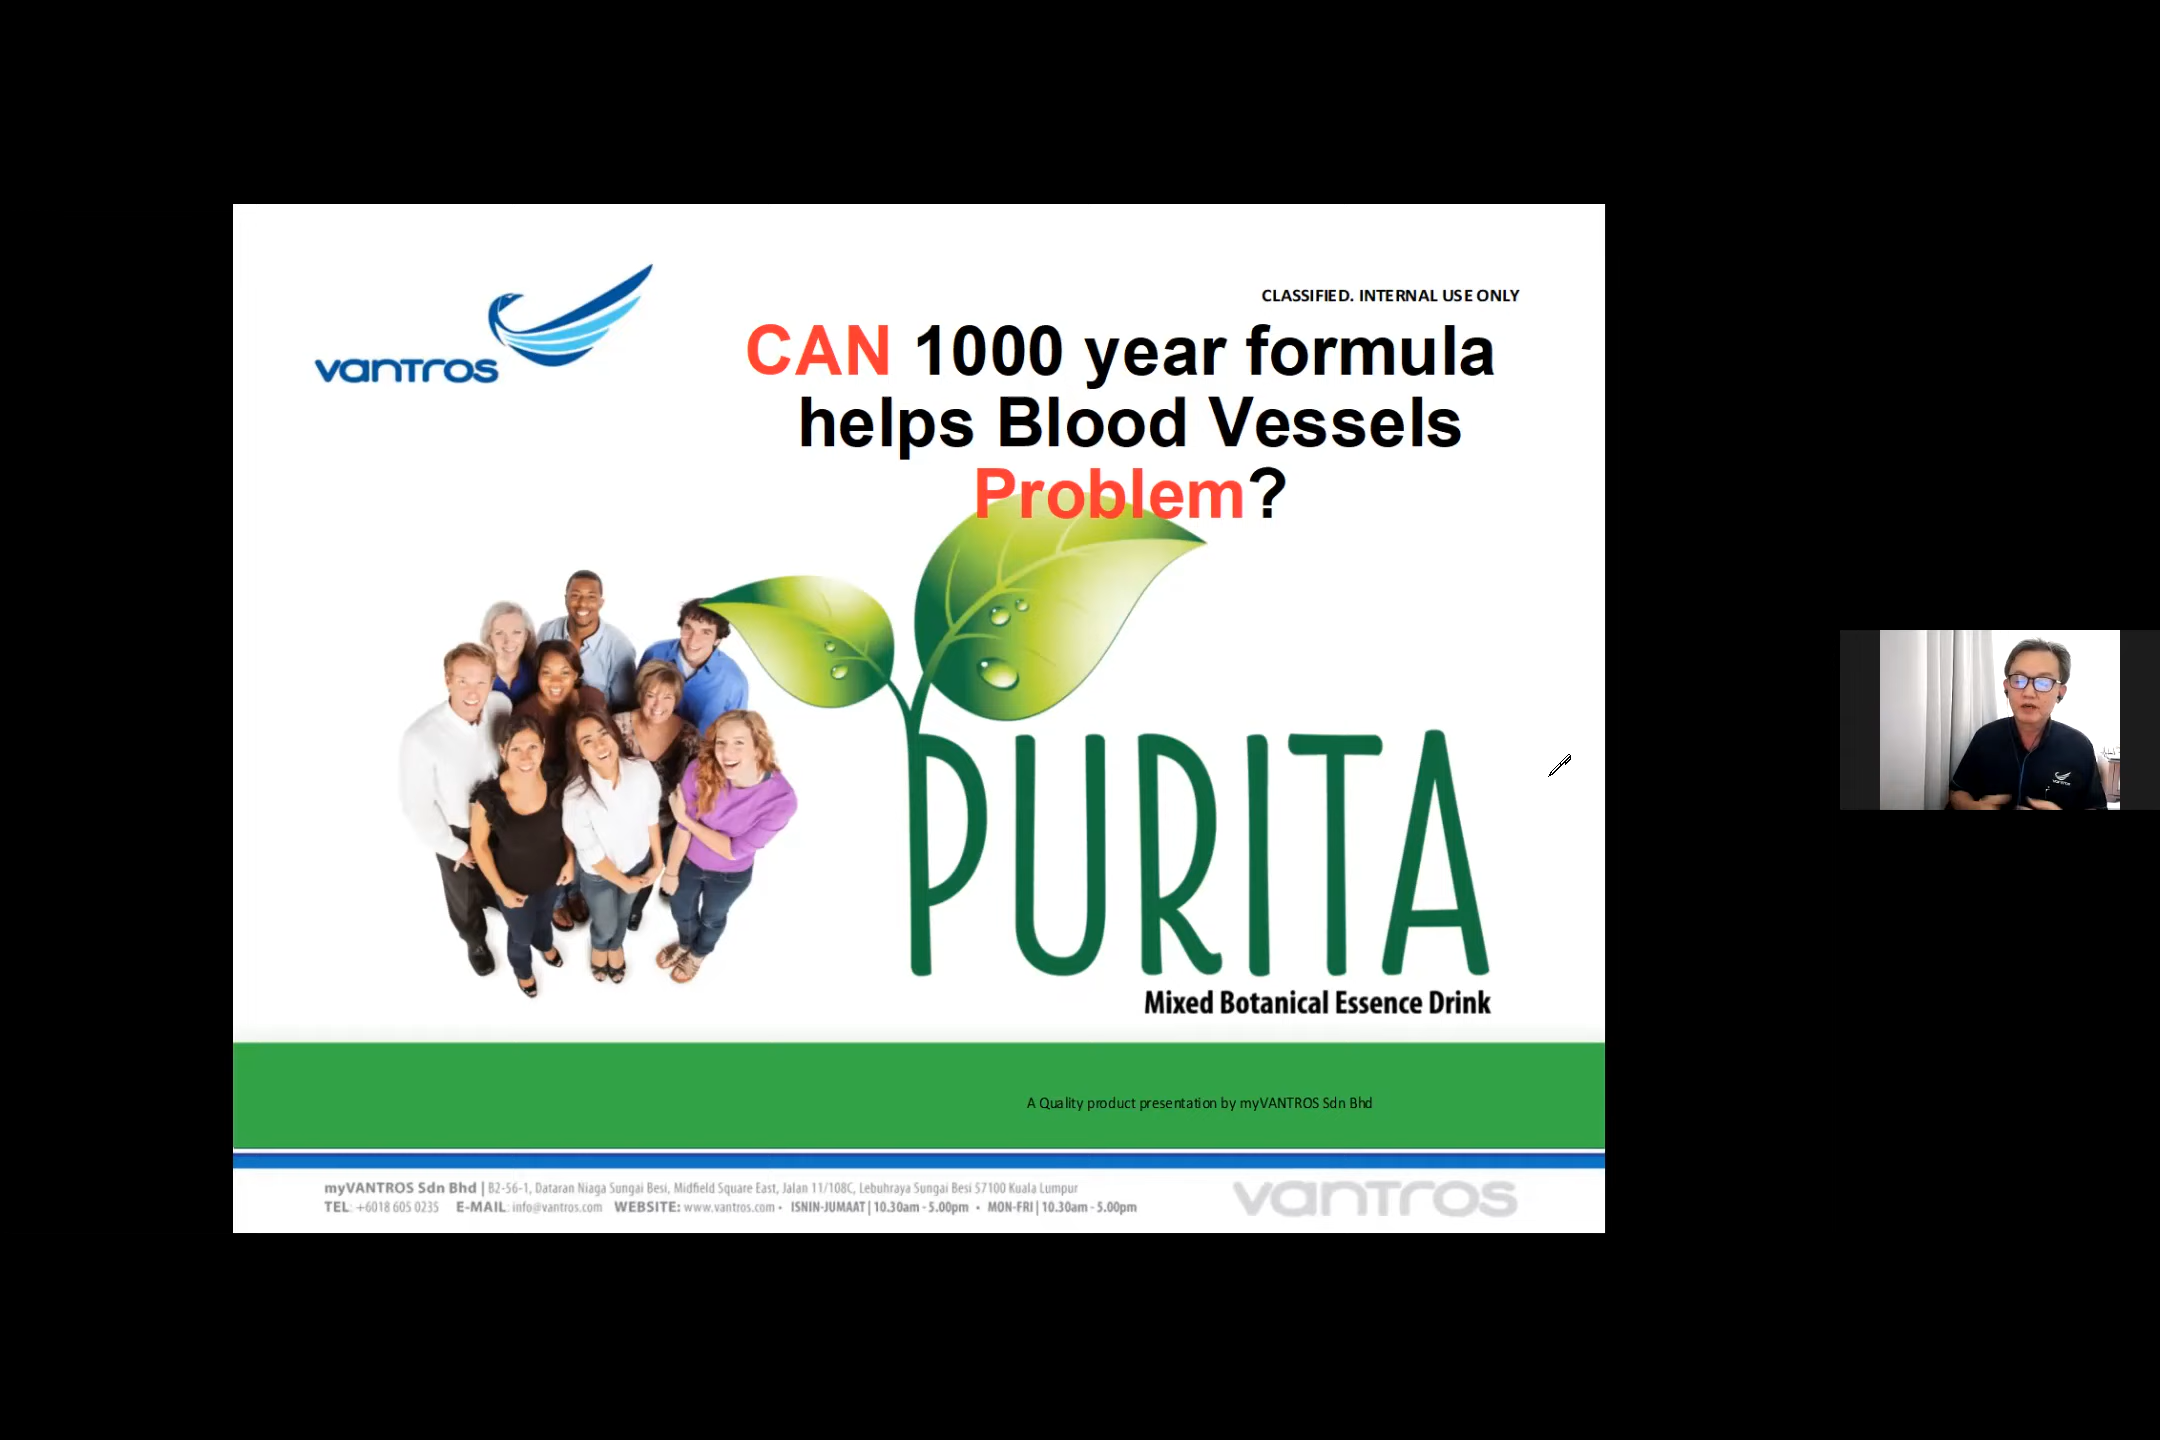 vantros
CLASSIFIED. INTERNAL USE ONLY
CAN 1000 year formula
helps Blood Vessels
Problem?
PURITA
Mixed Botanical Essence Drink
A Quality product presentation by myVANTROS Sdn Bhd
myVANTROS Sdn Bhd | B2-56-1, Dataran Niaga Sungai Besi, Midfield Square East, Jalan 11/108C, Lebuhraya Sungai Besi 57100 Kuala Lumpur
TEL: +6018 605 0235 E-MAIL: info@vantros.com WEBSITE: www.vantros.com • ISNIN-JUMAAT | 10.30am - 5.00pm • MON-FRI | 10.30am - 5.00pm
vantros
vantros